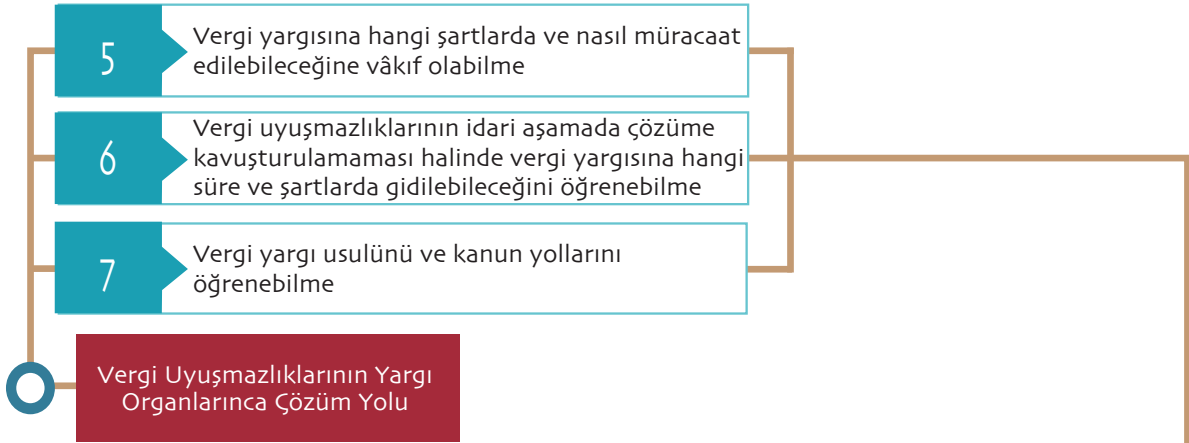 5
Vergi yargısına hangi şartlarda ve nasıl müracaat
edilebileceğine vâkıf olabilme
6
Vergi uyuşmazlıklarının idari aşamada çözüme
kavuşturulamaması halinde vergi yargısına hangi
süre ve şartlarda gidilebileceğini öğrenebilme
7
Vergi yargı usulünü ve kanun yollarını
öğrenebilme
Vergi Uyuşmazlıklarının Yargı
Organlarınca Çözüm Yolu